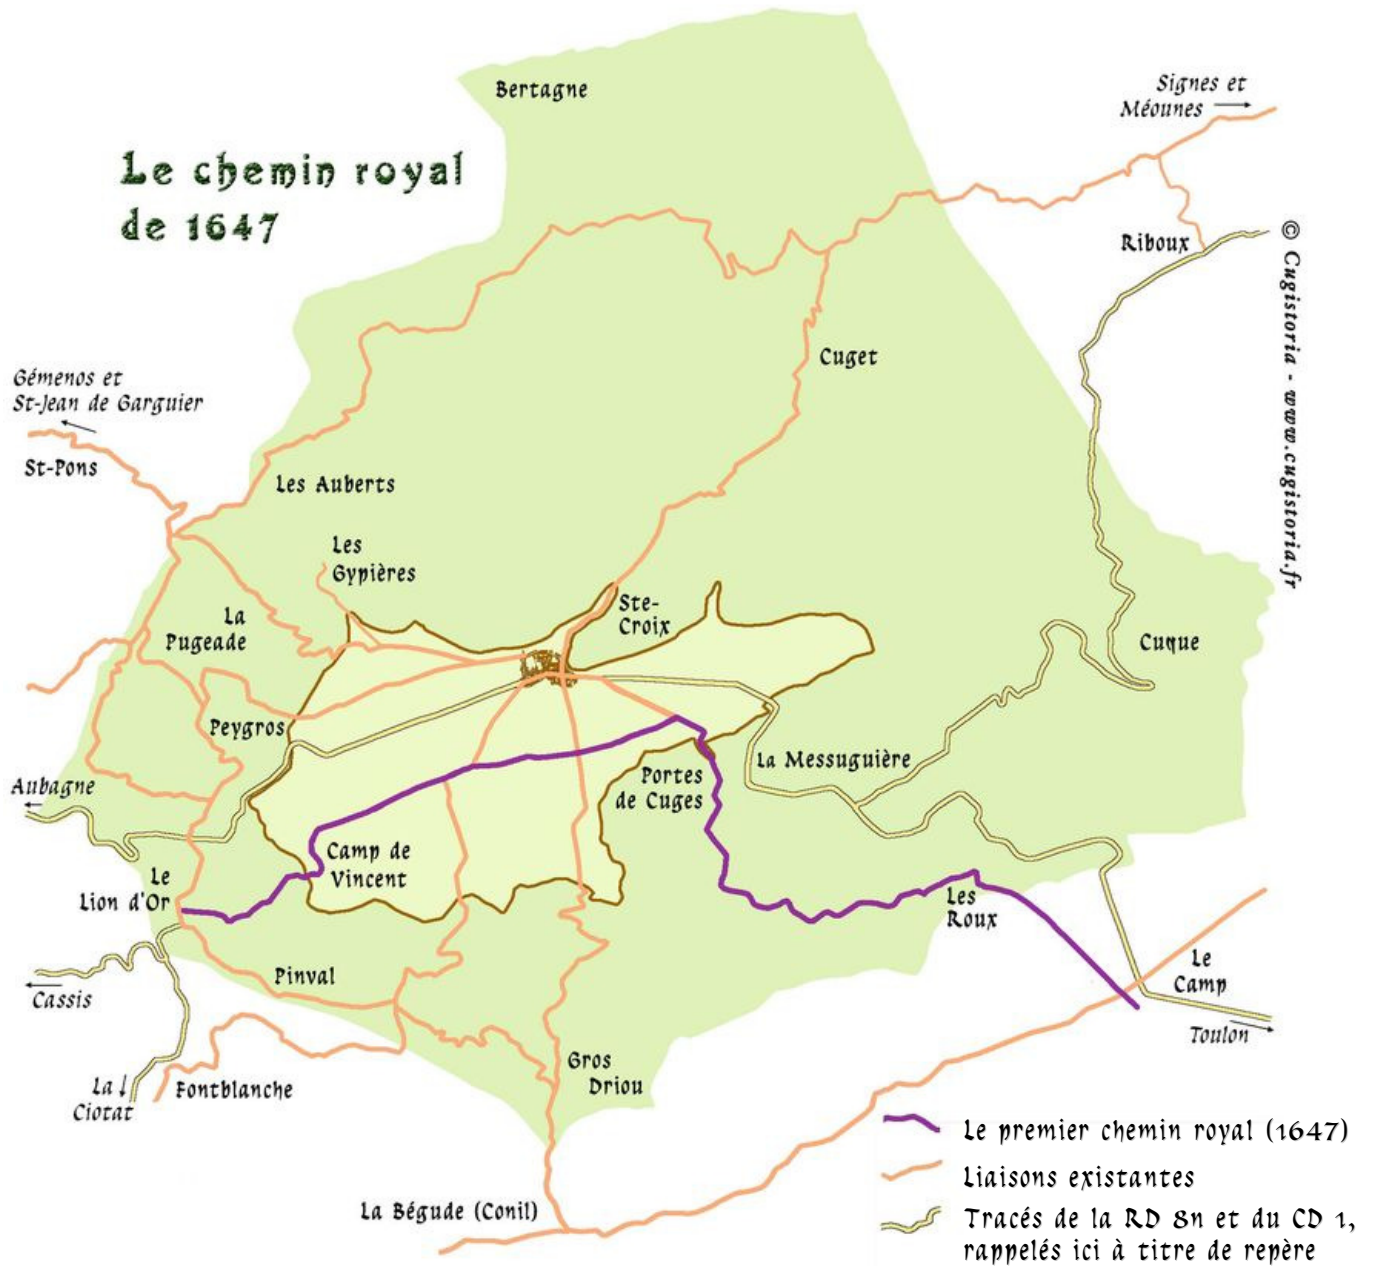 Bertagne
Signes et
Méounes
Le chemin royal
de 1647
Riboux
© Cugistoria - www.cugistoria.fr
Cuget
Gémenos et
St-Jean de Garguier
St-Pons
Les Auberts
Les
Gypières
Ste-
Croix
La
Pugeade
Cuque
Peygros
La Messuguière
Portes
de Cuges
Aubagne
Camp de
Vincent
Le
Lion d'Or
Les
Roux
Le
Camp
Pinval
Cassis
Toulon
Gros
Driou
La
Ciotat
Fontblanche
Le premier chemin royal (1647)
Liaisons existantes
La Bégude (Conil)
Tracés de la RD 8n et du CD 1,
rappelés ici à titre de repère